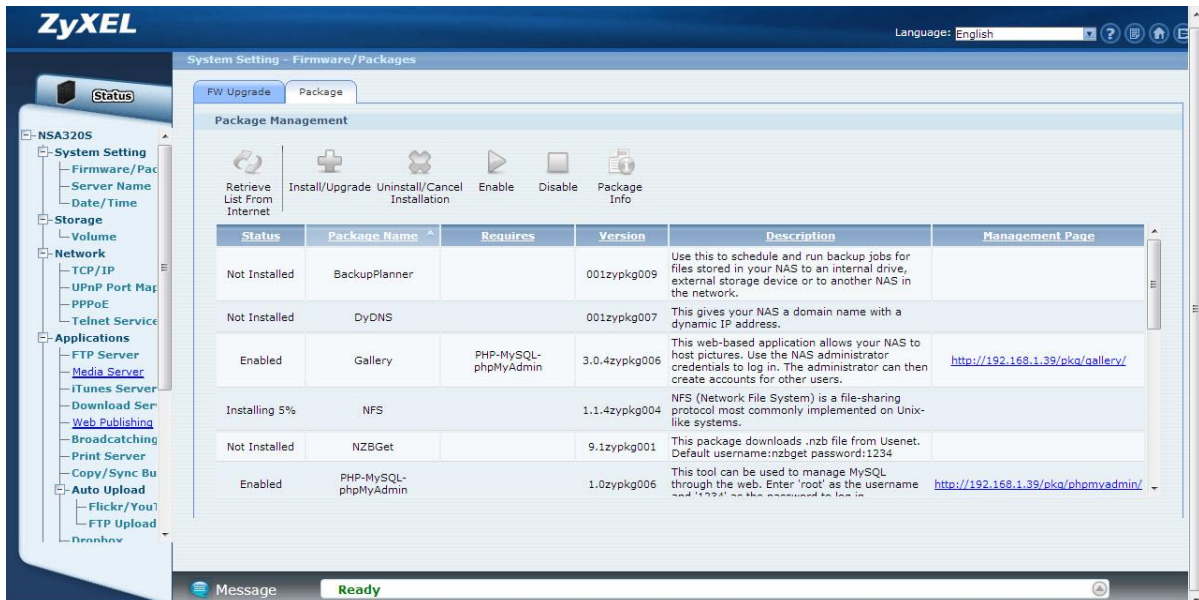 ZyXEL
Language: English
System Setting - Firmware/Packages
Status
FW Upgrade
Package
Package Management
NSA320S
System Setting
Firmware/Pac
Server Name
Date/Time
Storage
Volume
Network
TCP/IP
UPnP Port Map
PPPoE
Telnet Service
Applications
FTP Server
Media Server
iTunes Server
Download Ser
Web Publishing
Broadcatching
Print Server
Copy/Sync Bu
Auto Upload
Flickr/You
FTP Upload
Dropbox
Retrieve
List From
Internet
Install/Upgrade
Uninstall/Cancel
Installation
Enable
Disable
Package
Info
Status Package Name Requires Version Description Management Page
Not Installed BackupPlanner 001zypkg009
Use this to schedule and run backup jobs for
files stored in your NAS to an internal drive,
external storage device or to another NAS in
the network.
Not Installed DyDNS 001zypkg007
This gives your NAS a domain name with a
dynamic IP address.
Enabled Gallery
PHP-MySQL-
phpMyAdmin
3.0.4zypkg006
This web-based application allows your NAS to
host pictures. Use the NAS administrator
credentials to log in. The administrator can then
create accounts for other users.
http://192.168.1.39/pkg/gallery/
Installing 5% NFS 1.1.4zypkg004
NFS (Network File System) is a file-sharing
protocol most commonly implemented on Unix-
like systems.
Not Installed NZBGet 9.1zypkg001
This package downloads .nzb file from Usenet.
Default username:nzbget password:1234
Enabled
PHP-MySQL-
phpMyAdmin
1.0zypkg006
This tool can be used to manage MySQL
through the web. Enter 'root' as the username
and '1234' as the password to log in
http://192.168.1.39/pkg/phpmyadmin/
Message
Ready